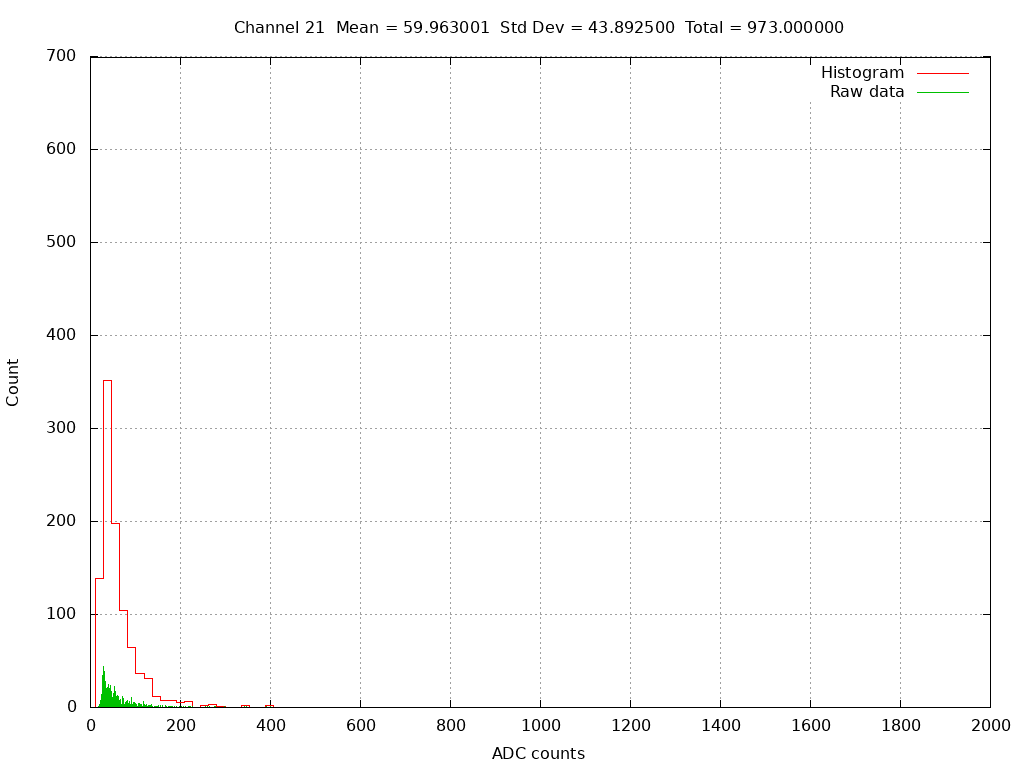 Channel 21  Mean = 59.963001  Std Dev = 43.892500  Total = 973.000000
Histogram
Raw data
700
600
500
400
300
200
100
0
Count
0 200 400 600 800 1000 1200 1400 1600 1800 2000
ADC counts